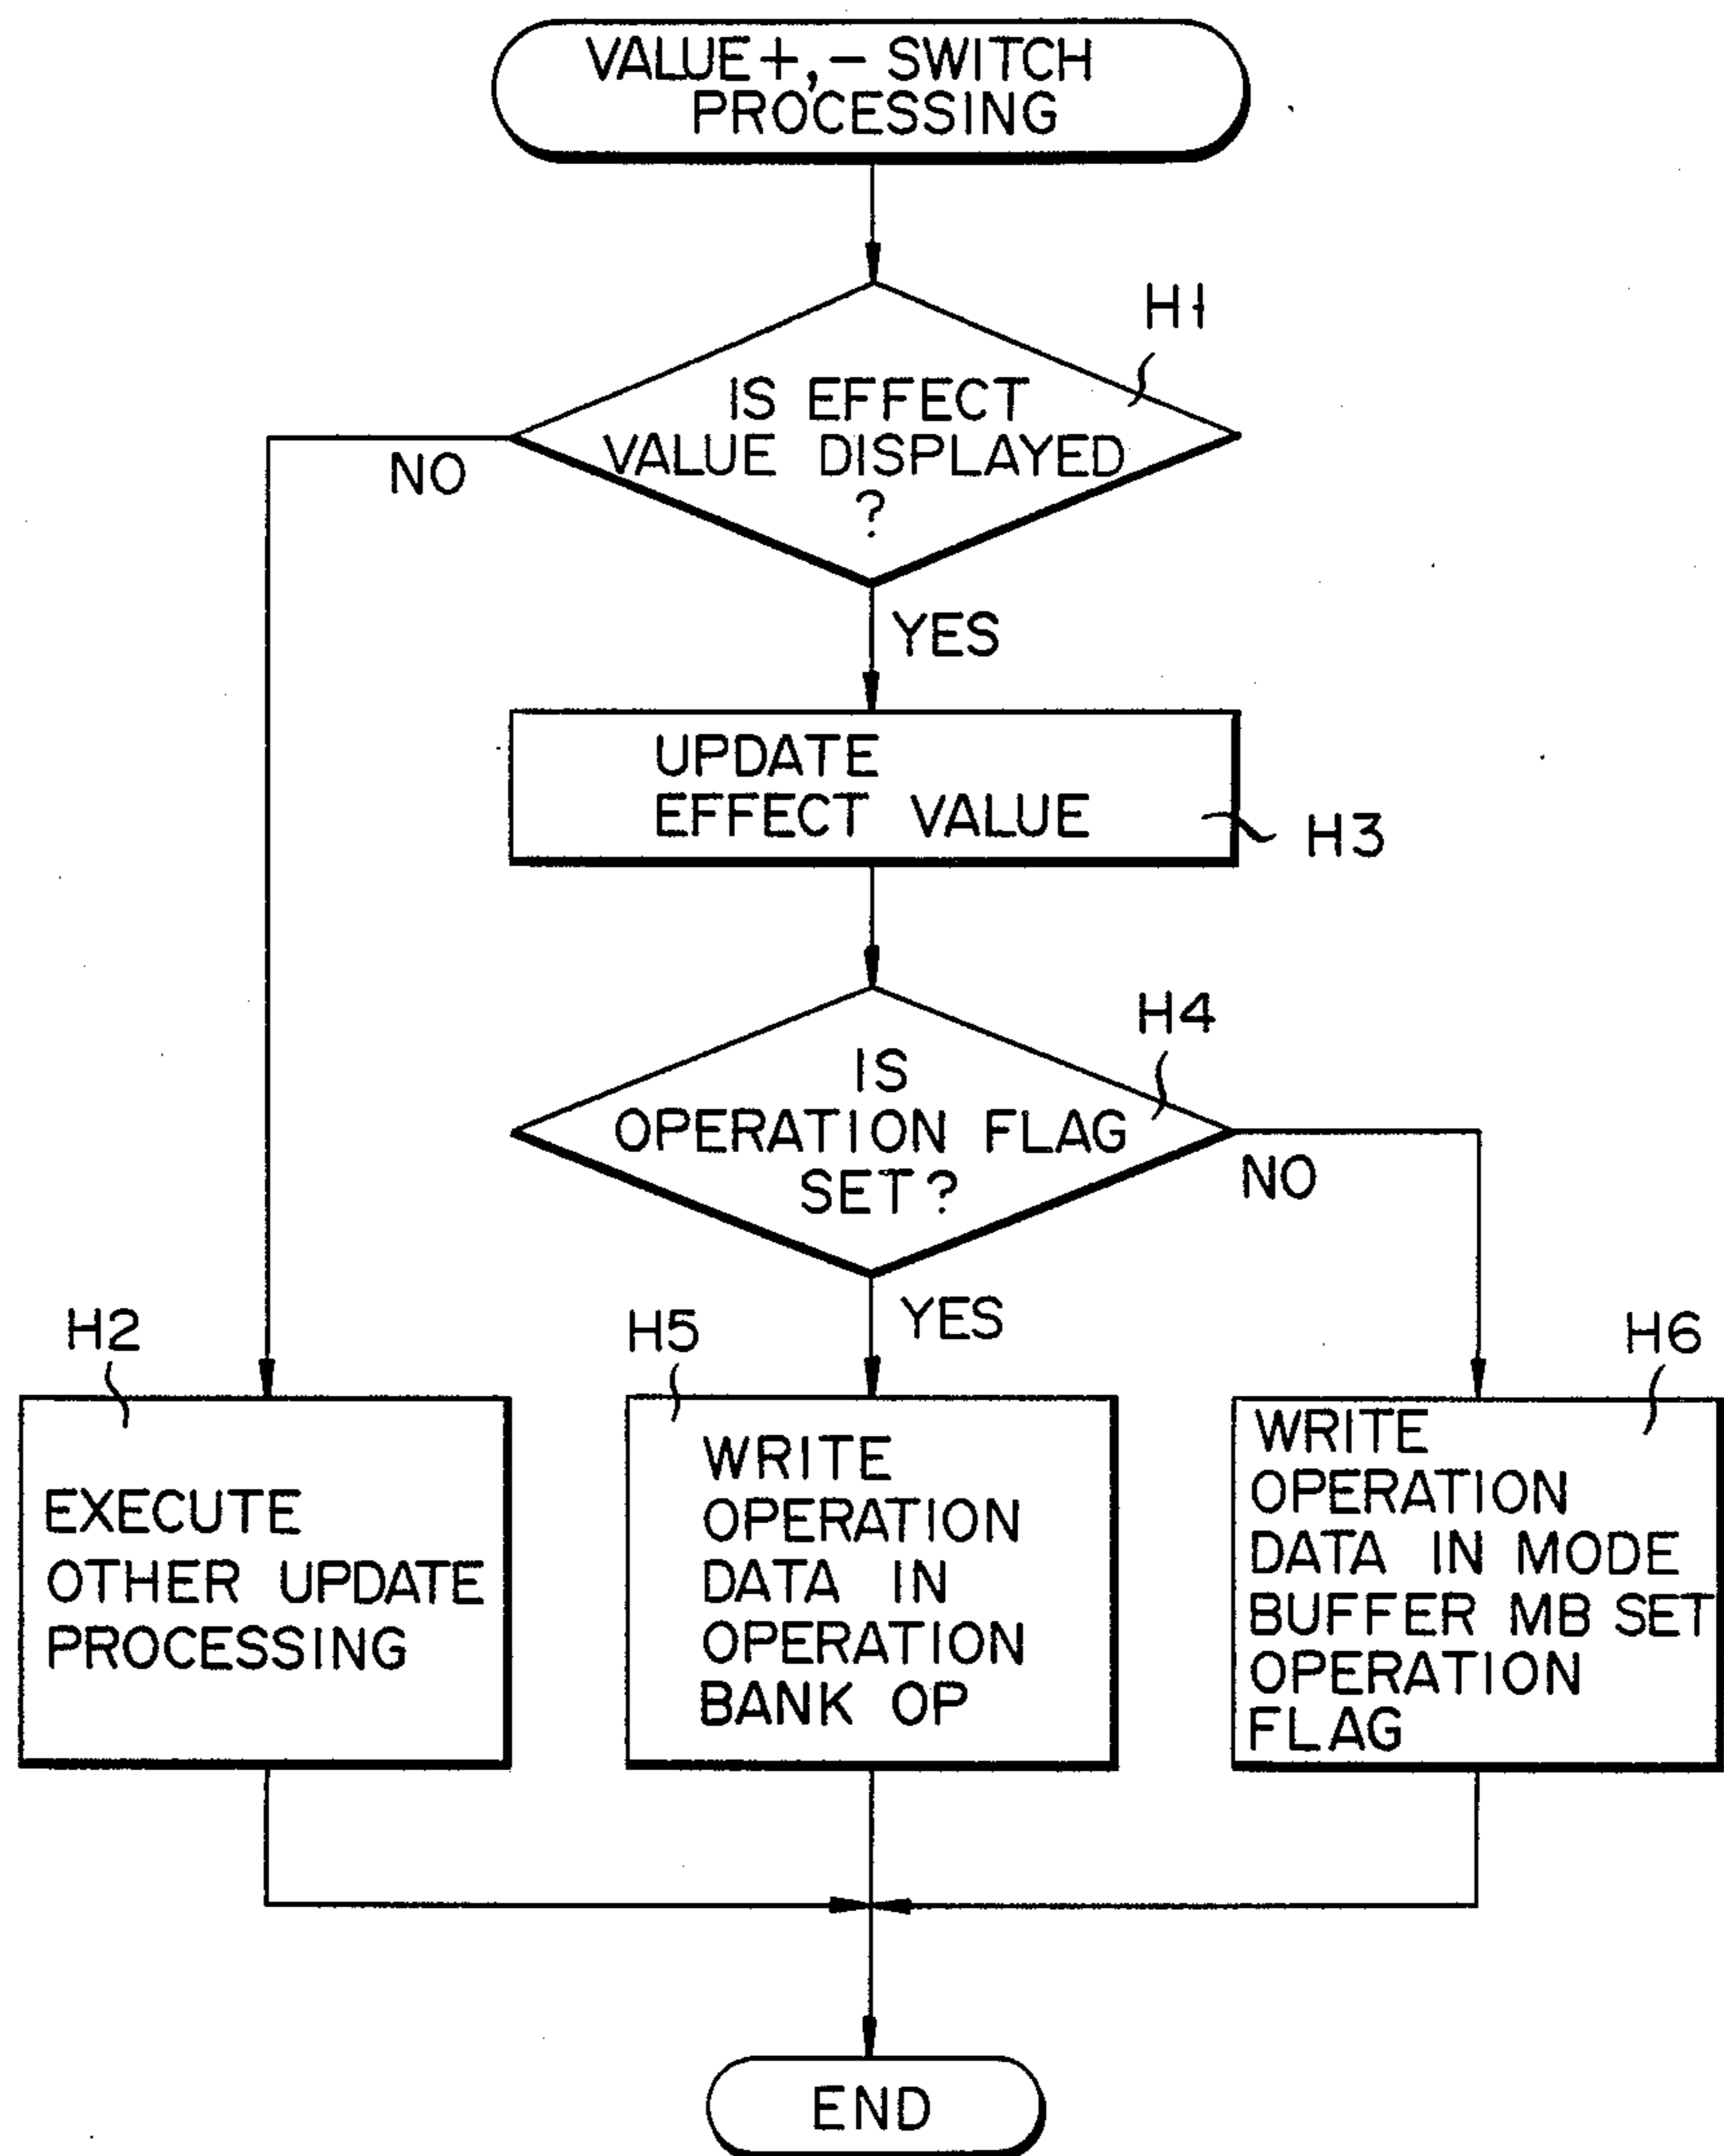 VALUE+,− SWITCH
PROCESSING
H1
IS EFFECT
VALUE DISPLAYED
?
NO
YES
UPDATE
EFFECT VALUE
H3
H4
IS
OPERATION FLAG
SET?
NO
YES
H2
EXECUTE
OTHER UPDATE
PROCESSING
H5
WRITE
OPERATION
DATA IN
OPERATION
BANK OP
H6
WRITE
OPERATION
DATA IN MODE
BUFFER MB SET
OPERATION
FLAG
END